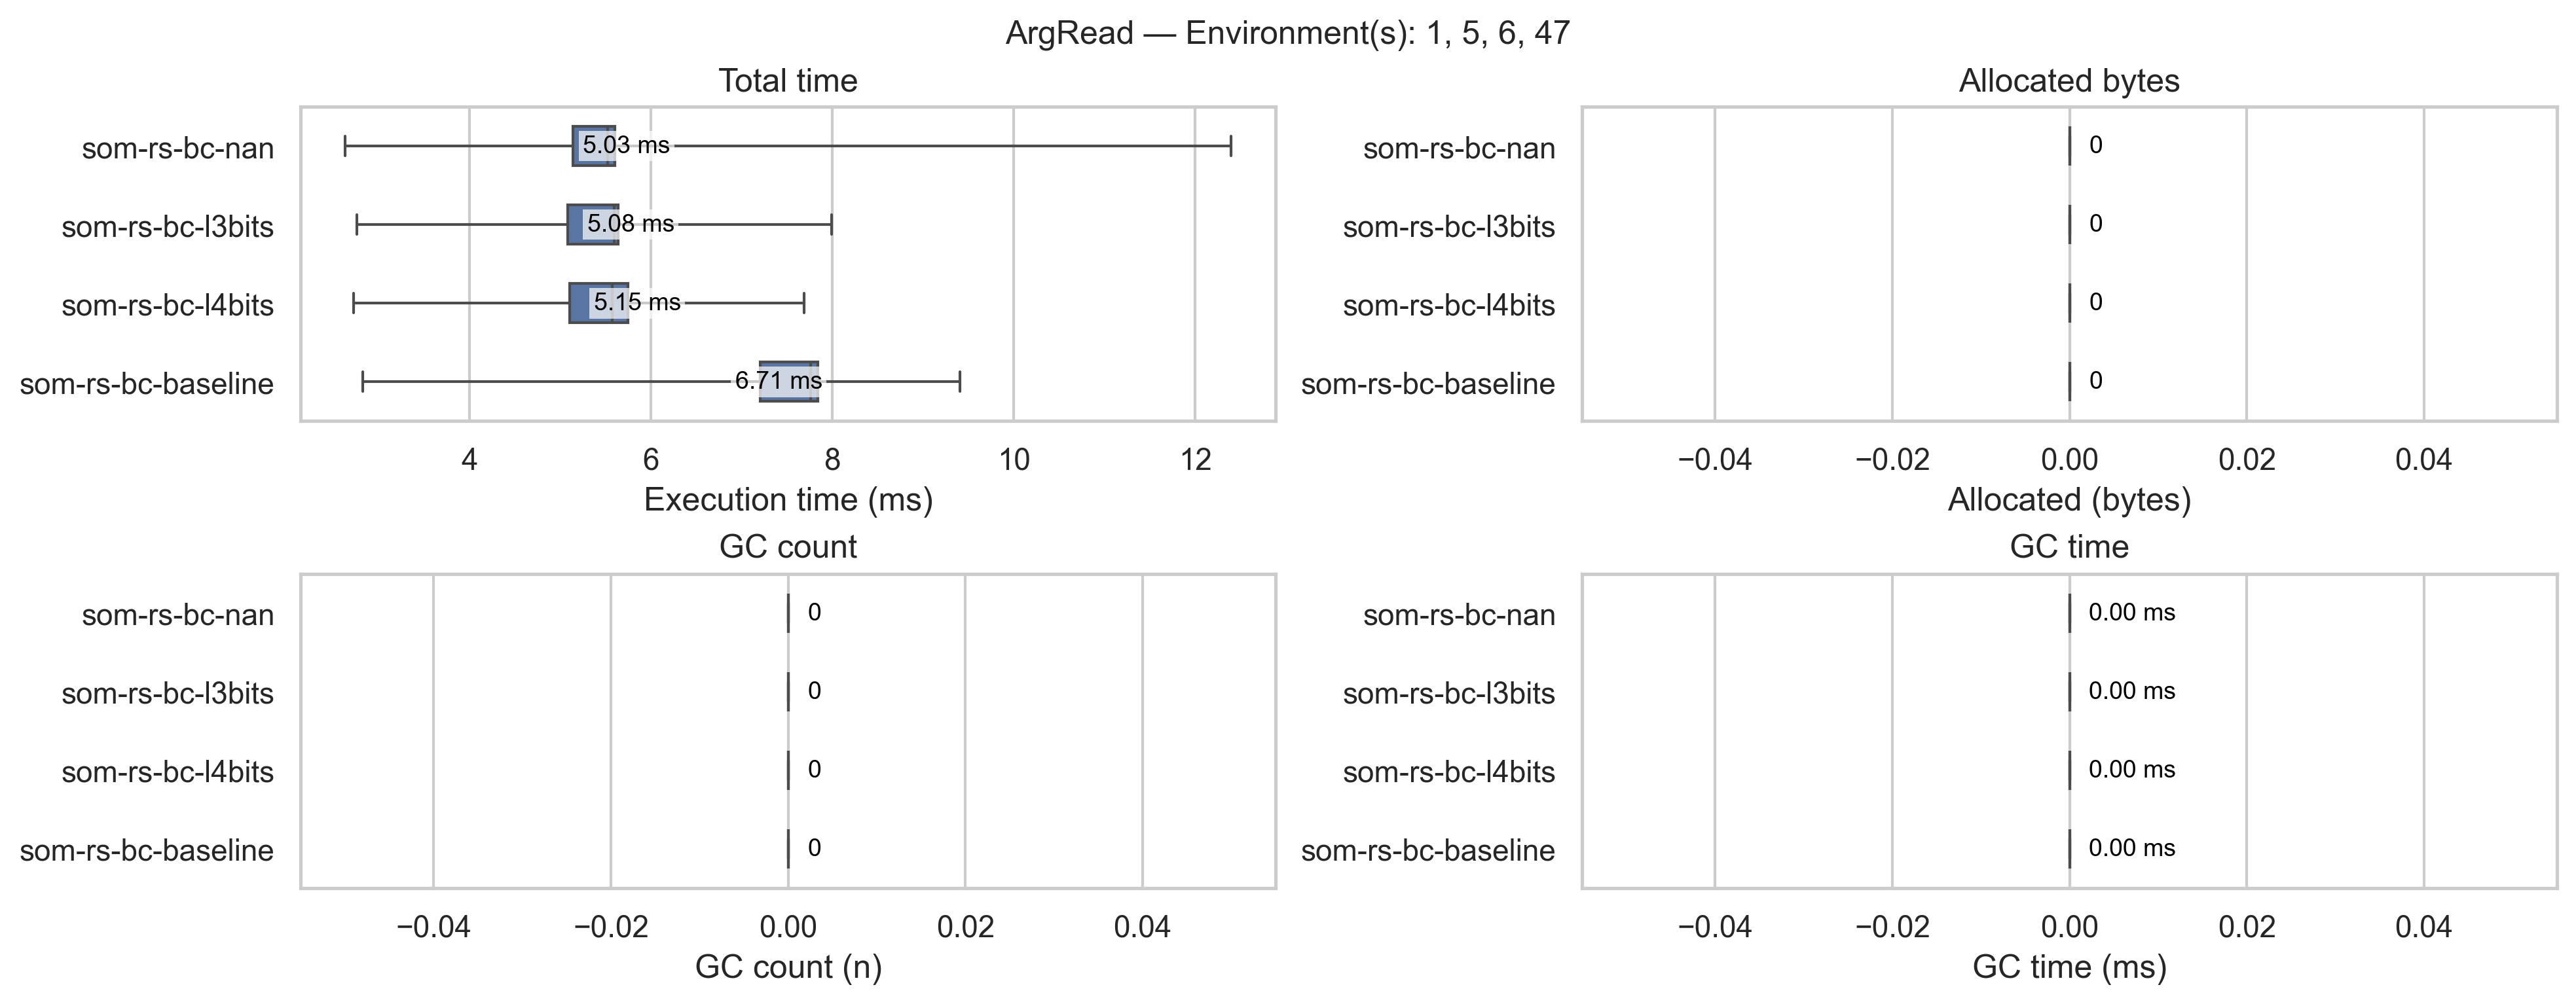 ArgRead — Environment(s): 1, 5, 6, 47
Total time
som-rs-bc-nan
5.03 ms
som-rs-bc-l3bits
5.08 ms
som-rs-bc-l4bits
5.15 ms
som-rs-bc-baseline
6.71 ms
4 6 8 10 12
Execution time (ms)
Allocated bytes
som-rs-bc-nan
0
som-rs-bc-l3bits
0
som-rs-bc-l4bits
0
som-rs-bc-baseline
0
−0.04 −0.02 0.00 0.02 0.04
Allocated (bytes)
GC count
som-rs-bc-nan
0
som-rs-bc-l3bits
0
som-rs-bc-l4bits
0
som-rs-bc-baseline
0
−0.04 −0.02 0.00 0.02 0.04
GC count (n)
GC time
som-rs-bc-nan
0.00 ms
som-rs-bc-l3bits
0.00 ms
som-rs-bc-l4bits
0.00 ms
som-rs-bc-baseline
0.00 ms
−0.04 −0.02 0.00 0.02 0.04
GC time (ms)